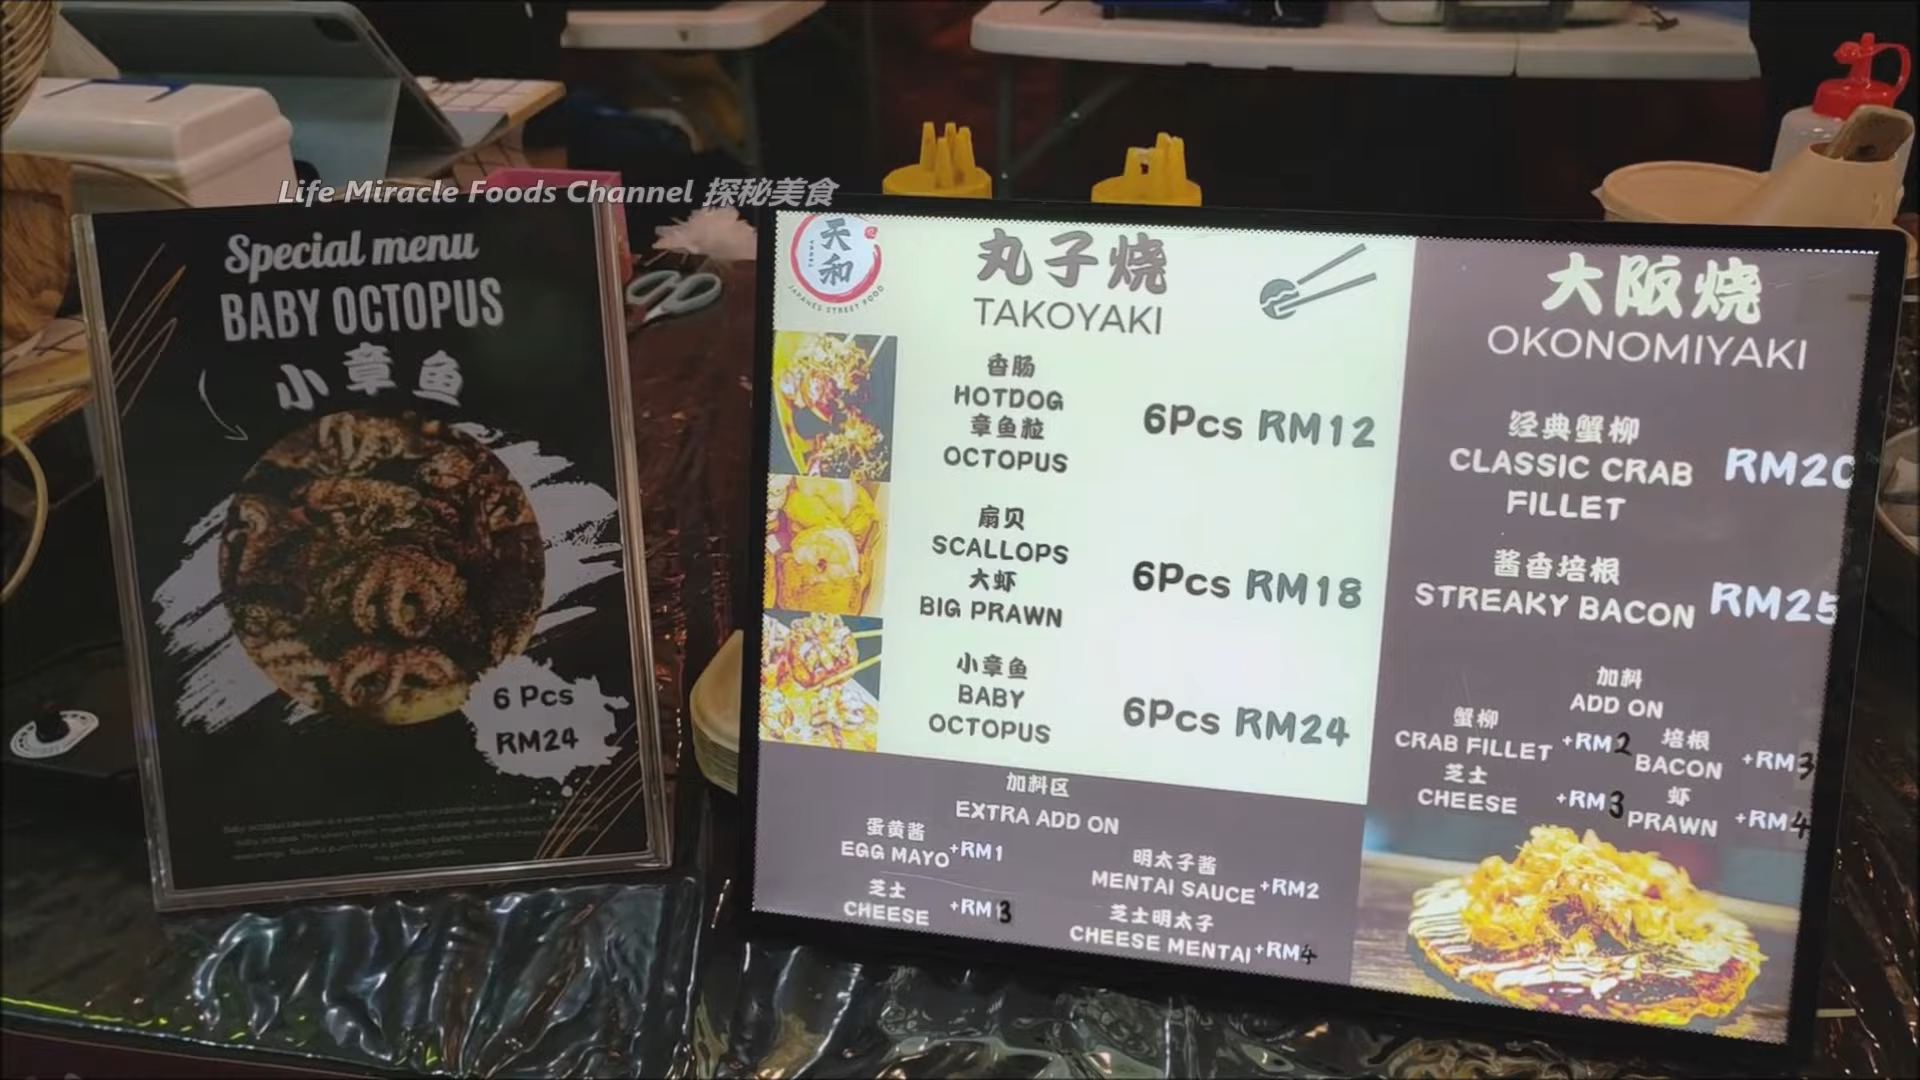 Life Miracle Foods Channel 探秘美食
Special menu
BABY OCTOPUS
小章鱼
6 Pcs
RM24
天和
JAPANES STREET FOOD
丸子烧
TAKOYAKI
香肠
HOTDOG
章鱼粒
OCTOPUS
6Pcs RM12
扇贝
SCALLOPS
大虾
BIG PRAWN
6Pcs RM18
小章鱼
BABY
OCTOPUS
6Pcs RM24
加料区
EXTRA ADD ON
蛋黄酱
EGG MAYO +RM1
芝士
CHEESE +RM3
明太子酱
MENTAI SAUCE +RM2
芝士明太子
CHEESE MENTAI +RM4
大阪烧
OKONOMIYAKI
经典蟹柳
CLASSIC CRAB
FILLET
RM20
酱香培根
STREAKY BACON RM25
加料
ADD ON
蟹柳
CRAB FILLET +RM2
培根
BACON +RM3
芝士
CHEESE +RM3
虾
PRAWN +RM4